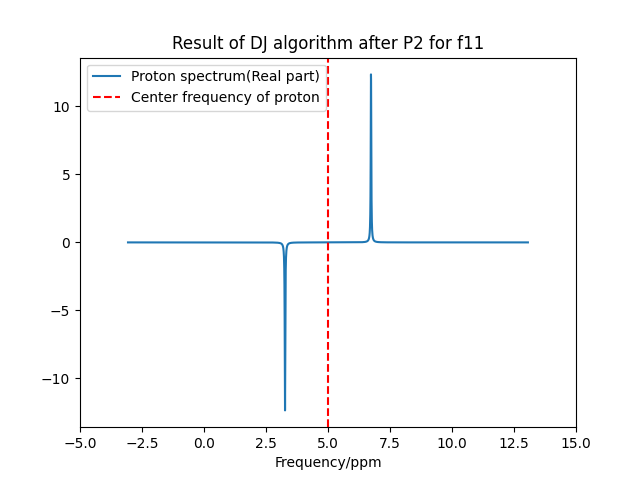 Result of DJ algorithm after P2 for f11
Proton spectrum(Real part)
Center frequency of proton
10
5
0
−5
−10
−5.0 −2.5 0.0 2.5 5.0 7.5 10.0 12.5 15.0
Frequency/ppm